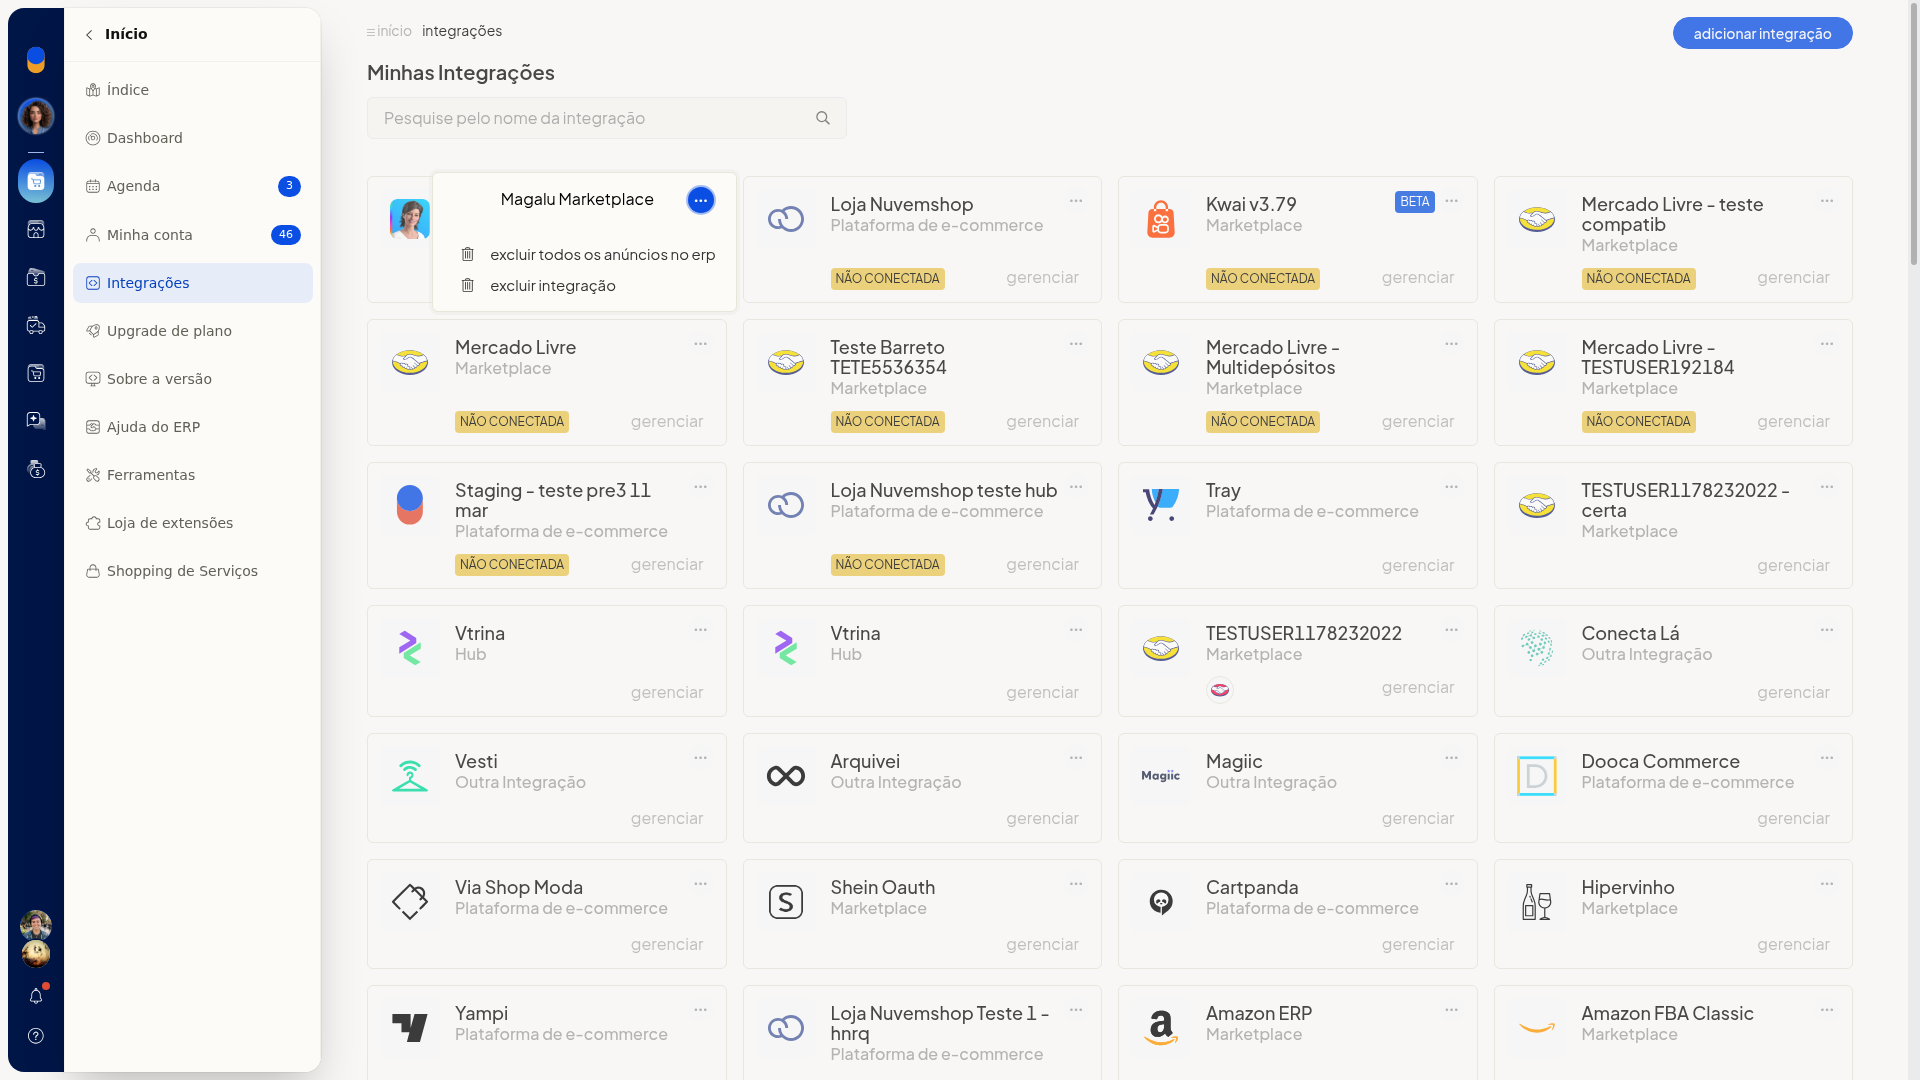 Início
Índice
Dashboard
Agenda
3
Minha conta
46
Integrações
Upgrade de plano
Sobre a versão
Ajuda do ERP
Ferramentas
Loja de extensões
Shopping de Serviços
início integrações
adicionar integração
Minhas Integrações
Pesquise pelo nome da integração
Magalu Marketplace
excluir todos os anúncios no erp
excluir integração
Loja Nuvemshop
Plataforma de e-commerce
NÃO CONECTADA
gerenciar
Kwai v3.79
BETA
Marketplace
NÃO CONECTADA
gerenciar
Mercado Livre - teste
compatib
Marketplace
NÃO CONECTADA
gerenciar
Mercado Livre
Marketplace
NÃO CONECTADA
gerenciar
Teste Barreto
TETE5536354
Marketplace
NÃO CONECTADA
gerenciar
Mercado Livre -
Multidepósitos
Marketplace
NÃO CONECTADA
gerenciar
Mercado Livre -
TESTUSER192184
Marketplace
NÃO CONECTADA
gerenciar
Staging - teste pre3 11
mar
Plataforma de e-commerce
NÃO CONECTADA
gerenciar
Loja Nuvemshop teste hub
Plataforma de e-commerce
NÃO CONECTADA
gerenciar
Tray
Plataforma de e-commerce
gerenciar
TESTUSER1178232022 -
certa
Marketplace
gerenciar
Vtrina
Hub
gerenciar
Vtrina
Hub
gerenciar
TESTUSER1178232022
Marketplace
gerenciar
Conecta Lá
Outra Integração
gerenciar
Vesti
Outra Integração
gerenciar
Arquivei
Outra Integração
gerenciar
Magiic
Magiic
Outra Integração
gerenciar
D
Dooca Commerce
Plataforma de e-commerce
gerenciar
Via Shop Moda
Plataforma de e-commerce
gerenciar
S
Shein Oauth
Marketplace
gerenciar
Cartpanda
Plataforma de e-commerce
gerenciar
Hipervinho
Marketplace
gerenciar
Yampi
Plataforma de e-commerce
Loja Nuvemshop Teste 1 -
hnrq
Plataforma de e-commerce
a
Amazon ERP
Marketplace
Amazon FBA Classic
Marketplace